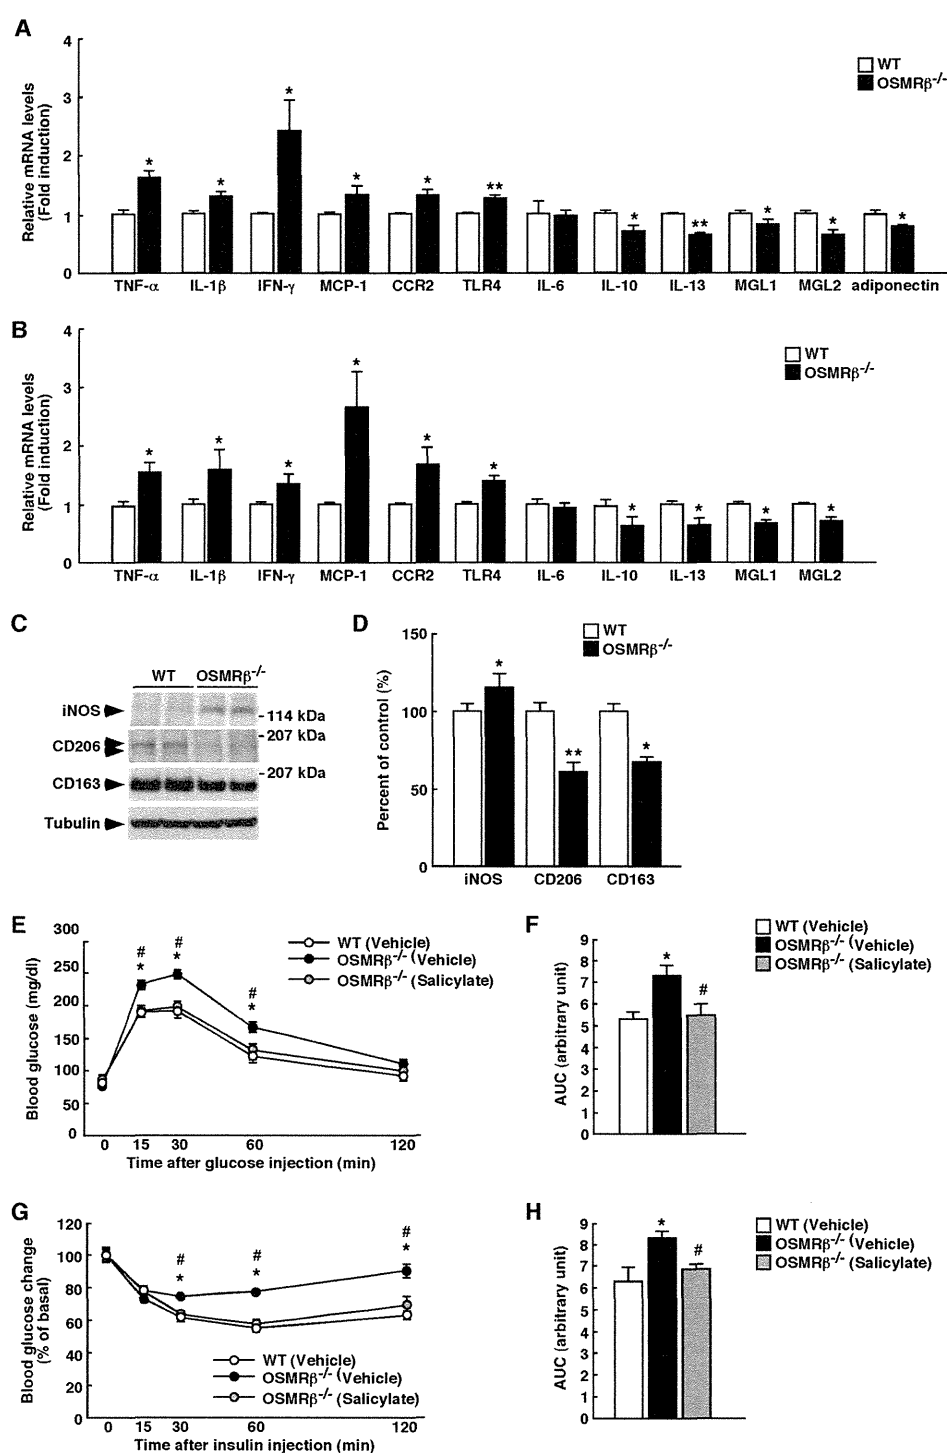 A
4
3
2
1
0
Relative mRNA levels
(Fold induction)
WT
OSMRβ-/-
*
*
*
*
*
**
*
**
*
*
*
TNF-α IL-1β IFN-γ MCP-1 CCR2 TLR4 IL-6 IL-10 IL-13 MGL1 MGL2 adiponectin
B
4
3
2
1
0
Relative mRNA levels
(Fold induction)
WT
OSMRβ-/-
*
*
*
*
*
*
*
*
*
*
TNF-α IL-1β IFN-γ MCP-1 CCR2 TLR4 IL-6 IL-10 IL-13 MGL1 MGL2
C
WT OSMRβ-/-
iNOS
-114 kDa
-207 kDa
CD206
-207 kDa
CD163
Tubulin
D
150
100
50
0
Percent of control (%)
WT
OSMRβ-/-
*
**
*
iNOS CD206 CD163
E
300
250
200
150
100
50
0
Blood glucose (mg/dl)
WT (Vehicle)
OSMRβ-/- (Vehicle)
OSMRβ-/- (Salicylate)
#
*
#
*
#
*
0 15 30 60 120
Time after glucose injection (min)
F
9
8
7
6
5
4
3
2
1
0
AUC (arbitrary unit)
WT (Vehicle)
OSMRβ-/- (Vehicle)
OSMRβ-/- (Salicylate)
*
#
G
120
100
80
60
40
20
0
Blood glucose change
(% of basal)
#
*
#
*
#
*
WT (Vehicle)
OSMRβ-/- (Vehicle)
OSMRβ-/- (Salicylate)
0 15 30 60 120
Time after insulin injection (min)
H
9
8
7
6
5
4
3
2
1
0
AUC (arbitrary unit)
WT (Vehicle)
OSMRβ-/- (Vehicle)
OSMRβ-/- (Salicylate)
*
#